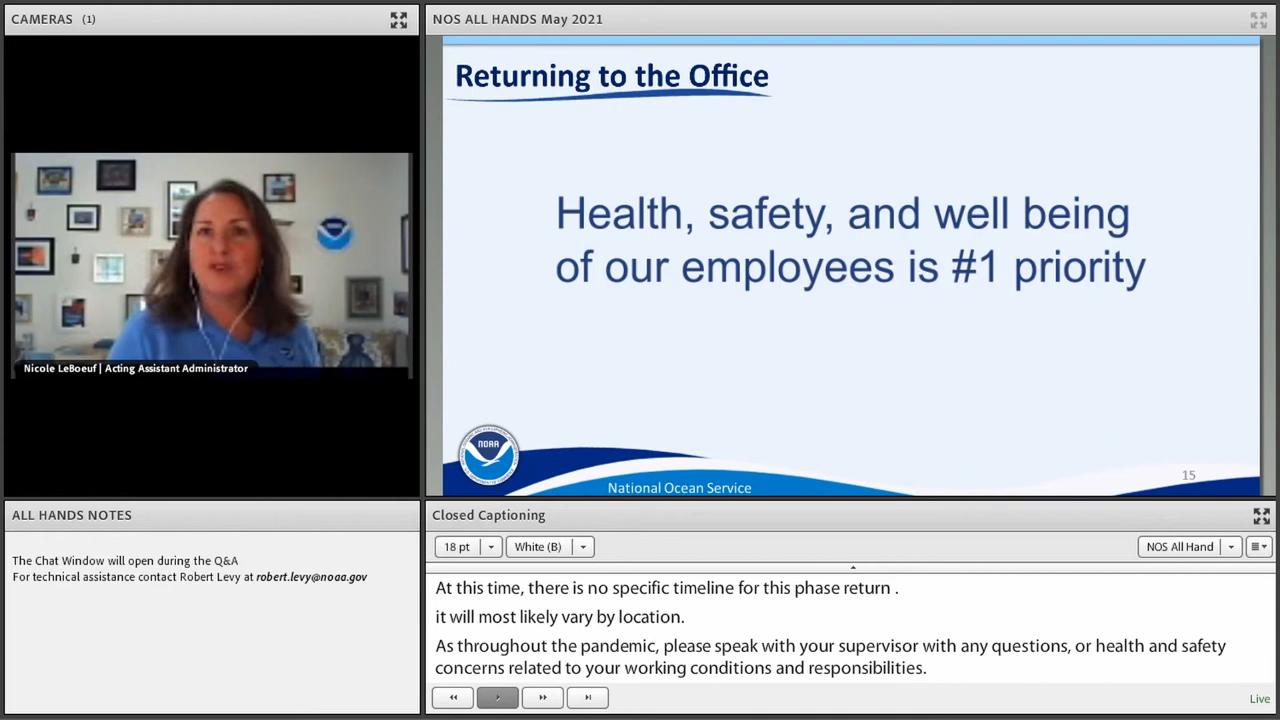 CAMERAS (1)
Nicole LeBoeuf | Acting Assistant Administrator
NOS ALL HANDS May 2021
Returning to the Office
Health, safety, and well being
of our employees is #1 priority
NOAA
National Ocean Service
15
ALL HANDS NOTES
The Chat Window will open during the Q&A
For technical assistance contact Robert Levy at robert.levy@noaa.gov
Closed Captioning
18 pt
White (B)
NOS All Hand
At this time, there is no specific timeline for this phase return .
it will most likely vary by location.
As throughout the pandemic, please speak with your supervisor with any questions, or health and safety
concerns related to your working conditions and responsibilities.
Live